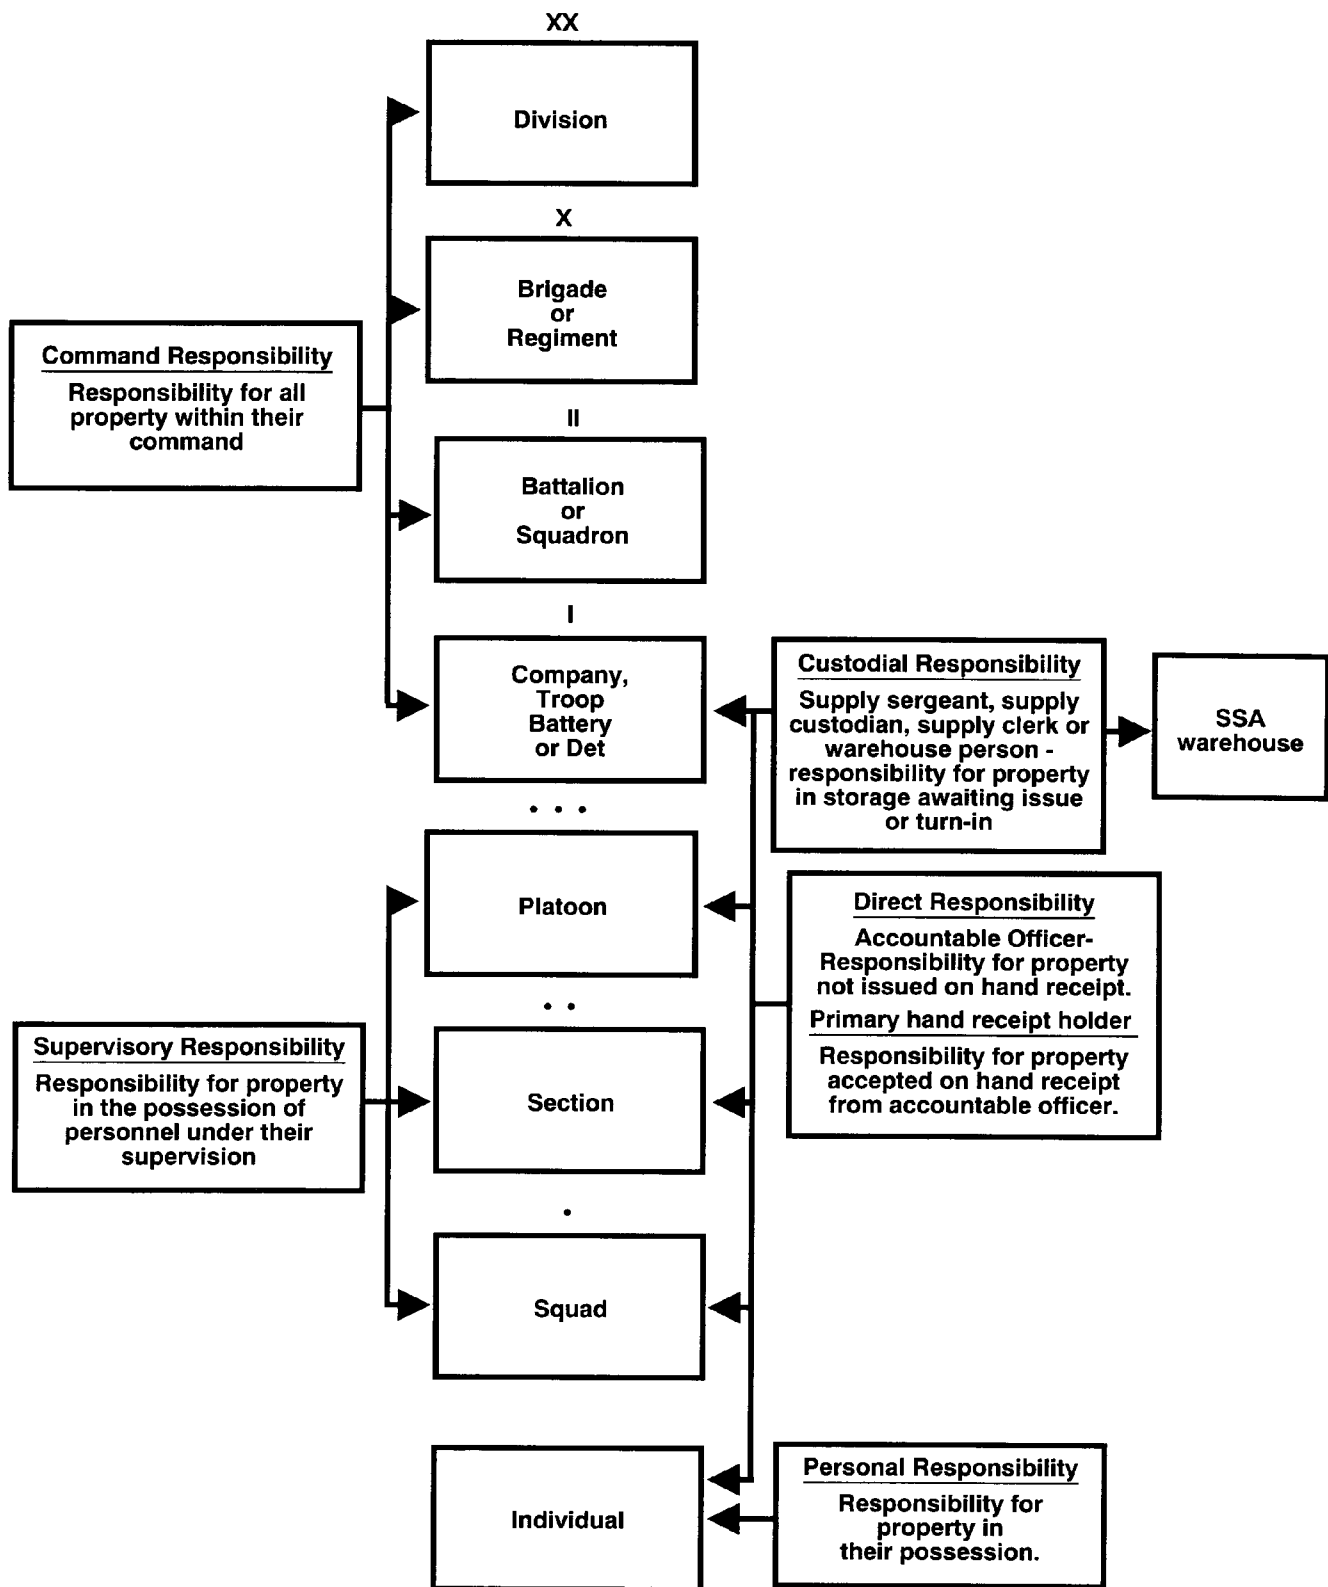 XX
Division
X
Brigade
or
Regiment
Command Responsibility
Responsibility for all
property within their
command
II
Battalion
or
Squadron
I
Company,
Troop
Battery
or Det
Custodial Responsibility
Supply sergeant, supply
custodian, supply clerk or
warehouse person -
responsibility for property
in storage awaiting issue
or turn-in
SSA
warehouse
• • •
Platoon
Direct Responsibility
Accountable Officer-
Responsibility for property
not issued on hand receipt.
Primary hand receipt holder
Responsibility for property
accepted on hand receipt
from accountable officer.
• •
Supervisory Responsibility
Responsibility for property
in the possession of
personnel under their
supervision
Section
•
Squad
Individual
Personal Responsibility
Responsibility for
property in
their possession.